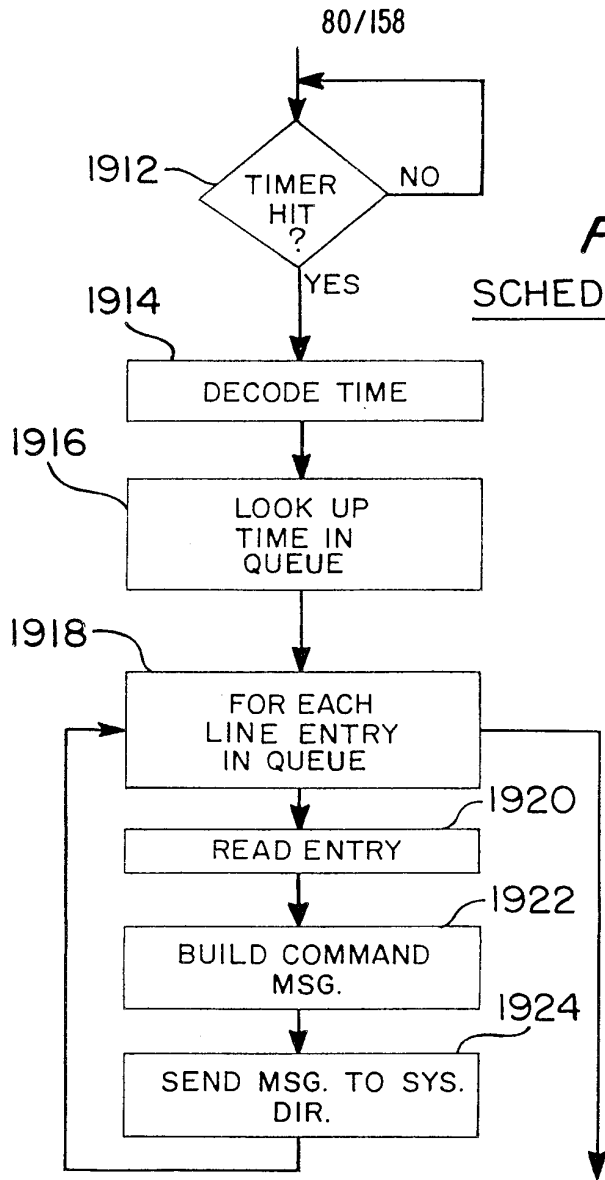 80/158
1912
TIMER
HIT
?
NO
YES
SCHED
1914
DECODE TIME
1916
LOOK UP
TIME IN
QUEUE
1918
FOR EACH
LINE ENTRY
IN QUEUE
1920
READ ENTRY
1922
BUILD COMMAND
MSG.
1924
SEND MSG. TO SYS.
DIR.